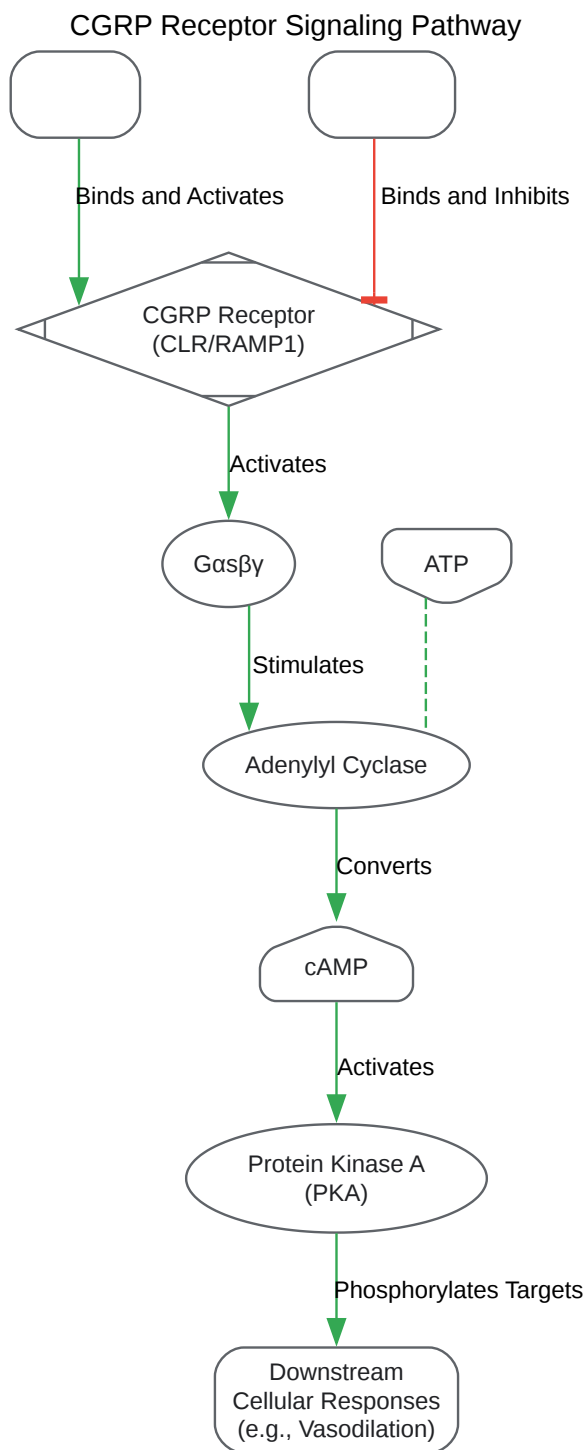 CGRP Receptor Signaling Pathway
Binds and Activates
Binds and Inhibits
CGRP Receptor
(CLR/RAMP1)
Activates
Gαsβγ
ATP
Stimulates
Adenylyl Cyclase
Converts
cAMP
Activates
Protein Kinase A
(PKA)
Phosphorylates Targets
Downstream
Cellular Responses
(e.g., Vasodilation)